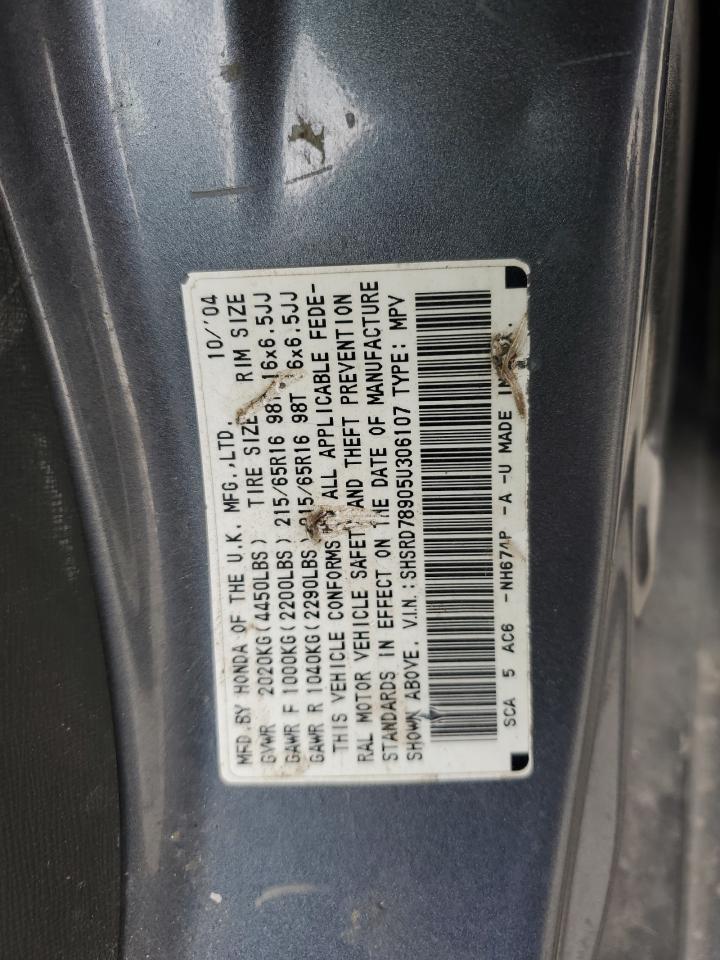 MFD.BY HONDA OF THE U.K. MFG.,LTD. 10/'04
GVWR 2020KG(4450LBS) TIRE SIZE RIM SIZE
GAWR F 1000KG(2200LBS) 215/65R16 98T 16x6.5JJ
GAWR R 1040KG(2290LBS) 215/65R16 98T 6x6.5JJ
THIS VEHICLE CONFORMS ALL APPLICABLE FEDE-
RAL MOTOR VEHICLE SAFETY AND THEFT PREVENTION
STANDARDS IN EFFECT ON THE DATE OF MANUFACTURE
SHOWN ABOVE. V.I.N.:SHSRD78905U306107 TYPE: MPV
SCA 5 AC6 -NH674P -A -U MADE IN